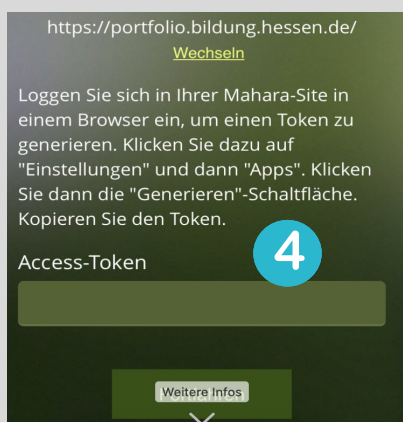 https://portfolio.bildung.hessen.de/
Wechseln
Loggen Sie sich in Ihrer Mahara-Site in
einem Browser ein, um einen Token zu
generieren. Klicken Sie dazu auf
"Einstellungen" und dann "Apps". Klicken
Sie dann die "Generieren"-Schaltfläche.
Kopieren Sie den Token.
4
Access-Token
Weitere Infos